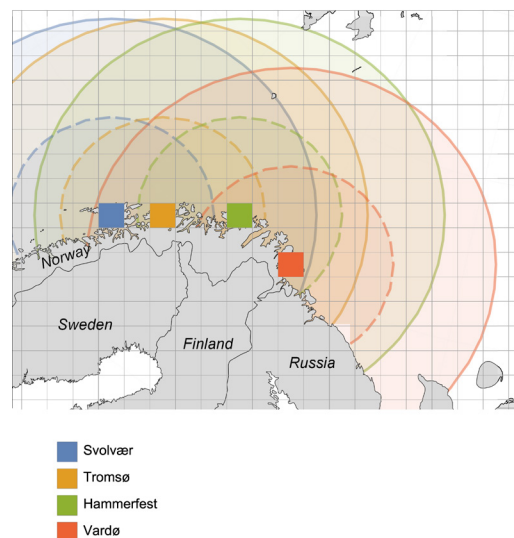 Norway
Sweden
Finland
Russia
Svolvær
Tromsø
Hammerfest
Vardø